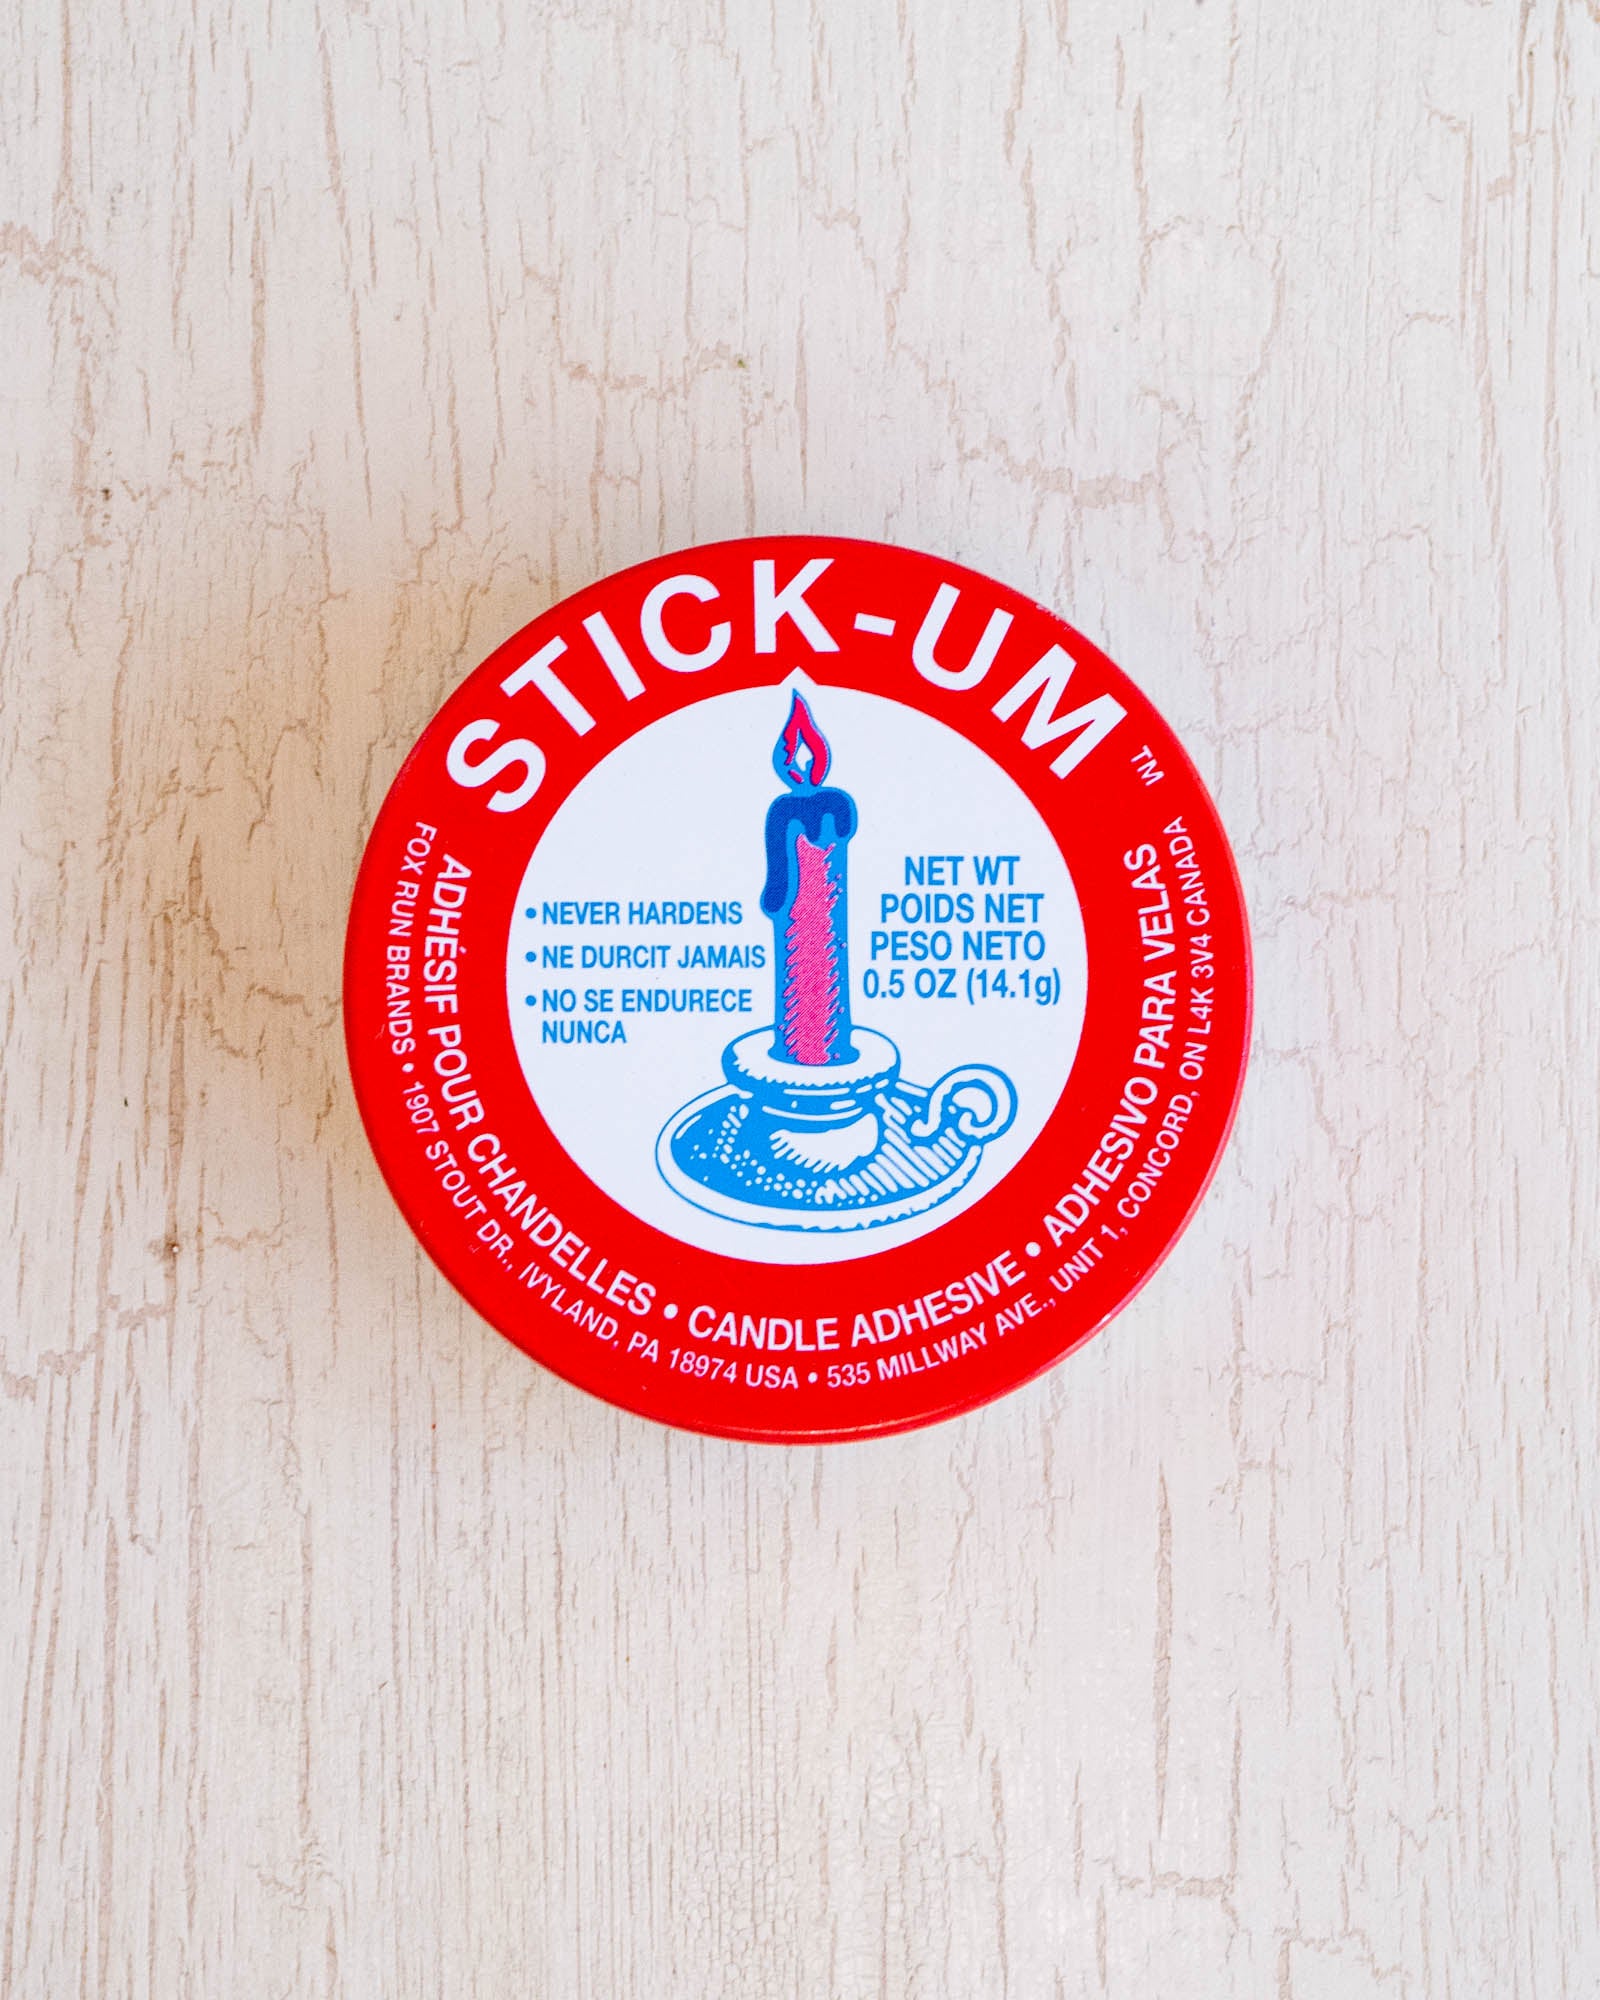 STICK-UM™
• NEVER HARDENS
• NE DURCIT JAMAIS
• NO SE ENDURECE
NUNCA
NET WT
POIDS NET
PESO NETO
0.5 OZ (14.1g)
ADHÉSIF POUR CHANDELLES • CANDLE ADHESIVE • ADHESIVO PARA VELAS
FOX RUN BRANDS • 1907 STOUT DR., IVYLAND, PA 18974 USA • 535 MILLWAY AVE., UNIT 1, CONCORD, ON L4K 3V4 CANADA